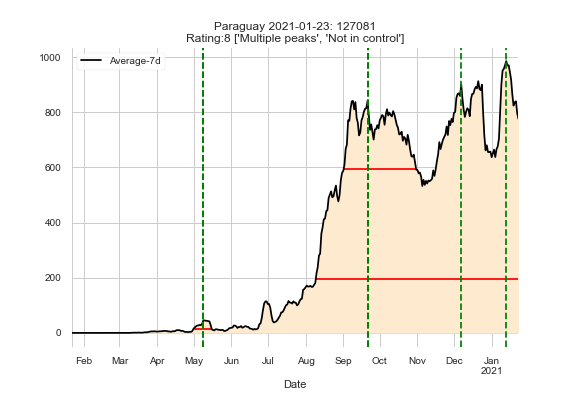 Paraguay 2021-01-23: 127081
Rating:8 ['Multiple peaks', 'Not in control']
Average-7d
1000
800
600
400
200
0
Feb Mar Apr May Jun Jul Aug Sep Oct Nov Dec Jan
2021
Date